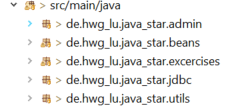 src/main/java
de.hwg_lu.java_star.admin
de.hwg_lu.java_star.beans
de.hwg_lu.java_star.excercises
de.hwg_lu.java_star.jdbc
de.hwg_lu.java_star.utils